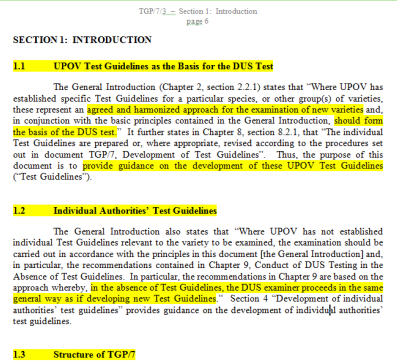 TGP/7/3 – Section 1: Introduction
page 6
SECTION 1: INTRODUCTION
1.1 UPOV Test Guidelines as the Basis for the DUS Test
The General Introduction (Chapter 2, section 2.2.1) states that “Where UPOV has
established specific Test Guidelines for a particular species, or other group(s) of varieties,
these represent an agreed and harmonized approach for the examination of new varieties and,
in conjunction with the basic principles contained in the General Introduction, should form
the basis of the DUS test.” It further states in Chapter 8, section 8.2.1, that “The individual
Test Guidelines are prepared or, where appropriate, revised according to the procedures set
out in document TGP/7, Development of Test Guidelines”. Thus, the purpose of this
document is to provide guidance on the development of these UPOV Test Guidelines
(“Test Guidelines”).
1.2 Individual Authorities’ Test Guidelines
The General Introduction also states that “Where UPOV has not established
individual Test Guidelines relevant to the variety to be examined, the examination should be
carried out in accordance with the principles in this document [the General Introduction] and,
in particular, the recommendations contained in Chapter 9, Conduct of DUS Testing in the
Absence of Test Guidelines. In particular, the recommendations in Chapter 9 are based on the
approach whereby, in the absence of Test Guidelines, the DUS examiner proceeds in the same
general way as if developing new Test Guidelines.” Section 4 “Development of individual
authorities’ test guidelines” provides guidance on the development of individual authorities’
test guidelines.
1.3 Structure of TGP/7